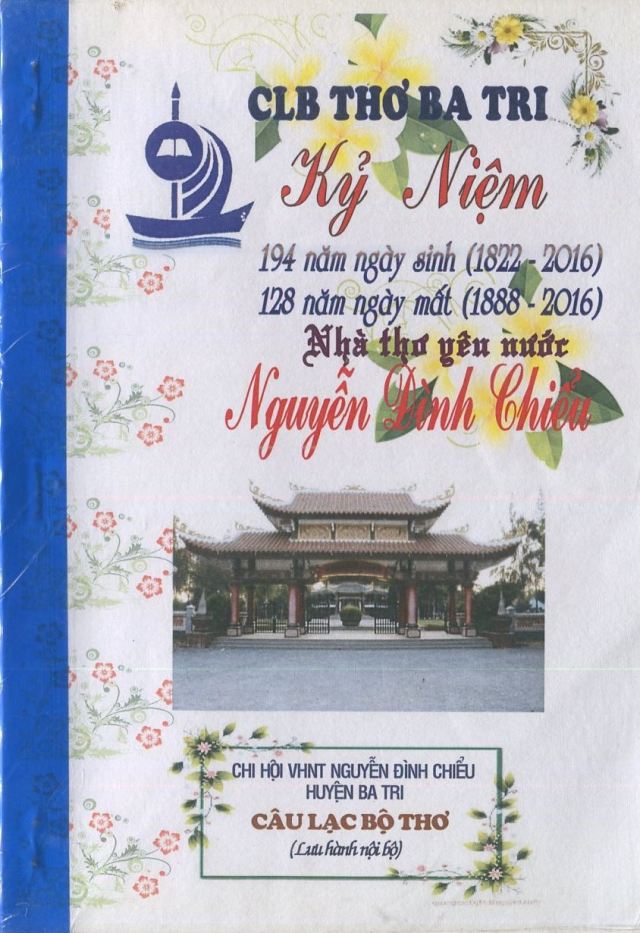 CLB THƠ BA TRI
Kỷ Niệm
194 năm ngày sinh (1822 - 2016)
128 năm ngày mất (1888 - 2016)
Nhà thơ yêu nước
Nguyễn Đình Chiểu
CHI HỘI VHNT NGUYỄN ĐÌNH CHIỂU
HUYỆN BA TRI
CÂU LẠC BỘ THƠ
(Lưu hành nội bộ)